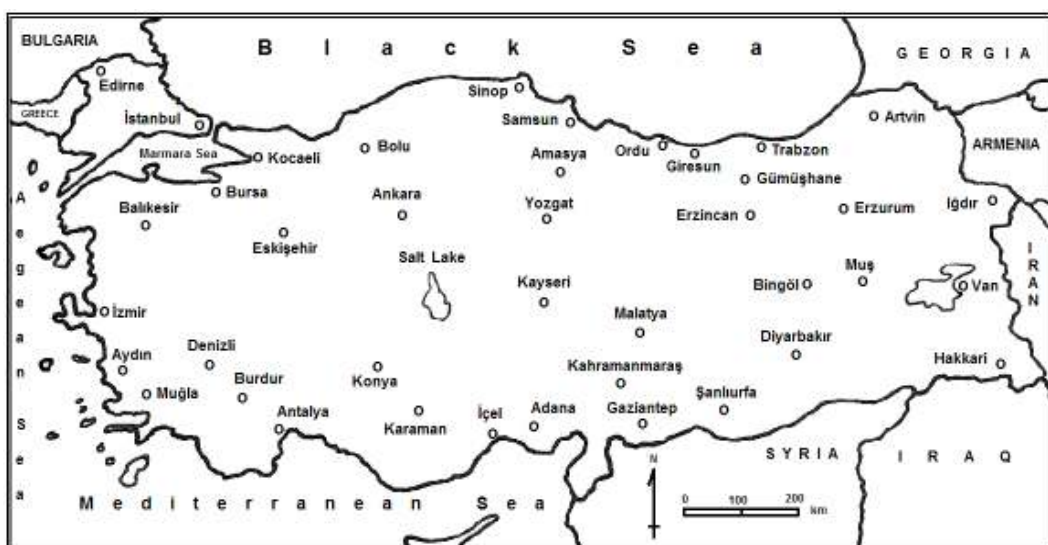 B l a c k S e a
BULGARIA
G E O R G I A
Edirne
Sinop
GREECE
İstanbul
Samsun
Artvin
Marmara Sea
Kocaeli
Bolu
Amasya
Ordu
Giresun
Trabzon
ARMENIA
Gümüşhane
Bursa
Ankara
Yozgat
Erzincan
Erzurum
Iğdır
Balıkesir
Eskişehir
Salt Lake
Kayseri
Bingöl
Muş
Van
I R A N
A e g e a n S e a
İzmir
Malatya
Diyarbakır
Aydın
Denizli
Konya
Kahramanmaraş
Hakkari
Muğla
Burdur
Şanlıurfa
Antalya
Karaman
İçel
Adana
Gaziantep
S Y R I A
I R A Q
N
0 100 200
km
M e d i t e r r a n e a n S e a